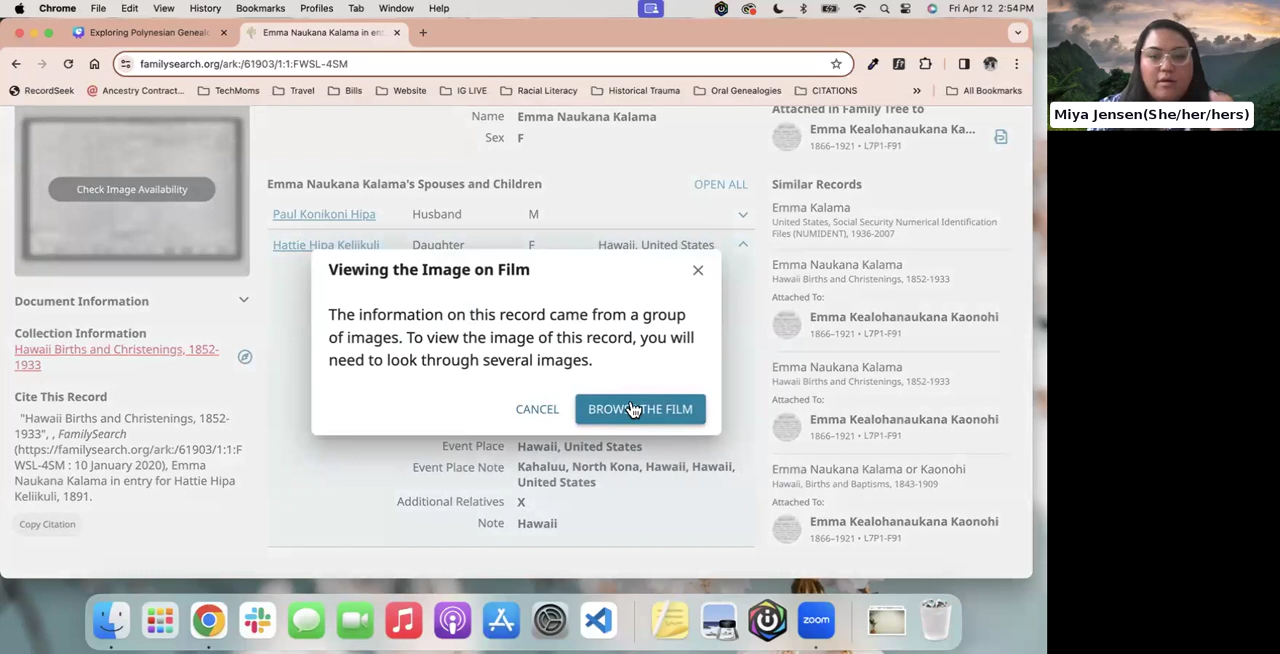 Chrome File Edit View History Bookmarks Profiles Tab Window Help Fri Apr 12 2:54 PM
Exploring Polynesian Geneal Emma Naukana Kalama in en
familysearch.org/ark:/61903/1:1:FWSL-4SM
RecordSeek Ancestry Contract... TechMoms Travel Bills Website IG LIVE Racial Literacy Historical Trauma Oral Genealogies CITATIONS » All Bookmarks
Miya Jensen(She/her/hers)
Check Image Availability
Document Information
Collection Information
Hawaii Births and Christenings, 1852-
1933
Cite This Record
"Hawaii Births and Christenings, 1852-
1933", , FamilySearch
(https://familysearch.org/ark:/61903/1:1:F
WSL-4SM : 10 January 2020), Emma
Naukana Kalama in entry for Hattie Hipa
Keliikuli, 1891.
Copy Citation
Name Emma Naukana Kalama
Sex F
Emma Naukana Kalama's Spouses and Children OPEN ALL
Paul Konikoni Hipa Husband M
Hattie Hipa Keliikuli Daughter F Hawaii, United States
Viewing the Image on Film
The information on this record came from a group
of images. To view the image of this record, you will
need to look through several images.
CANCEL BROWSE THE FILM
Event Place Hawaii, United States
Event Place Note Kahaluu, North Kona, Hawaii, Hawaii,
United States
Additional Relatives X
Note Hawaii
Attached in Family Tree to
Emma Kealohanaukana Ka...
1866–1921 • L7P1-F91
Similar Records
Emma Kalama
United States, Social Security Numerical Identification
Files (NUMIDENT), 1936-2007
Emma Naukana Kalama
Hawaii Births and Christenings, 1852-1933
Attached To:
Emma Kealohanaukana Kaonohi
1866–1933 • L7P1-F91
Emma Naukana Kalama
Hawaii Births and Christenings, 1852-1933
Attached To:
Emma Kealohanaukana Kaonohi
1866–1933 • L7P1-F91
Emma Naukana Kalama or Kaonohi
Hawaii, Births and Baptisms, 1843-1909
Attached To:
Emma Kealohanaukana Kaonohi
1866–1921 • L7P1-F91
zoom